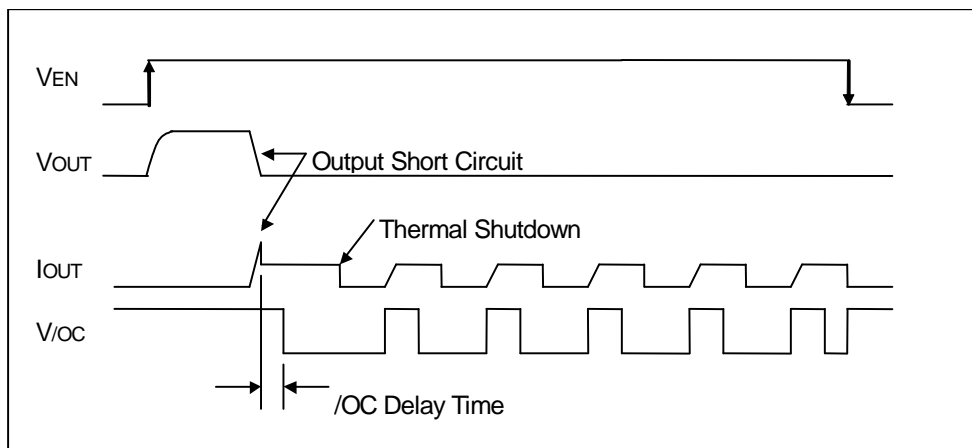 VEN
VOUT
Output Short Circuit
Thermal Shutdown
IOUT
V/OC
/OC Delay Time